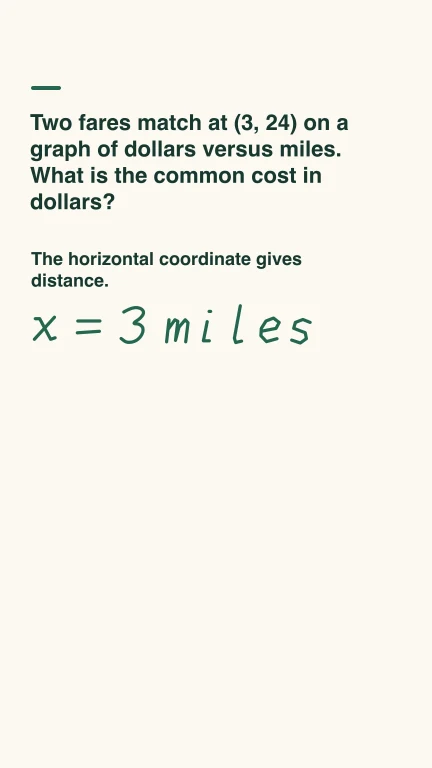 Two fares match at (3, 24) on a
graph of dollars versus miles.
What is the common cost in
dollars?
The horizontal coordinate gives
distance.
x = 3 miles